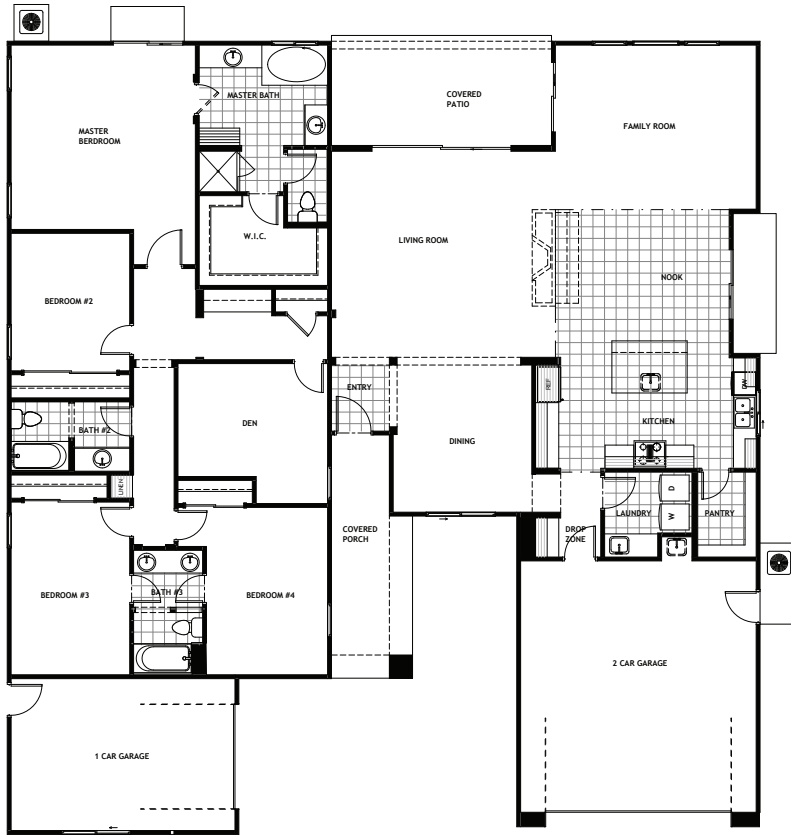 MASTER
BERDROOM
MASTER BATH
COVERED
PATIO
FAMILY ROOM
W.I.C.
LIVING ROOM
NOOK
BEDROOM #2
ENTRY
REF
DW
DEN
KITCHEN
BATH #2
DINING
LINEN
D
W
LAUNDRY
PANTRY
COVERED
PORCH
DROP
ZONE
BEDROOM #3
BATH #3
BEDROOM #4
2 CAR GARAGE
1 CAR GARAGE